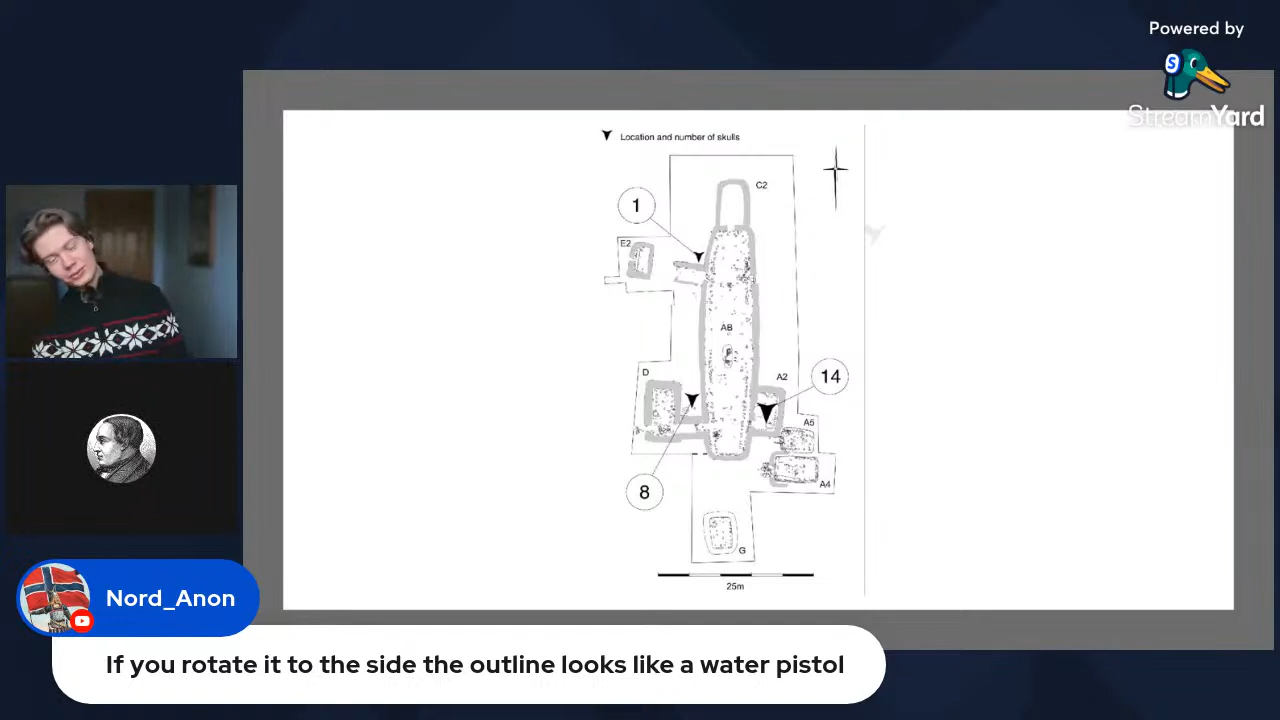 Powered by
S
StreamYard
Location and number of skulls
C2
1
E2
AB
D
A2
14
A5
8
A4
G
25m
Nord_Anon
If you rotate it to the side the outline looks like a water pistol